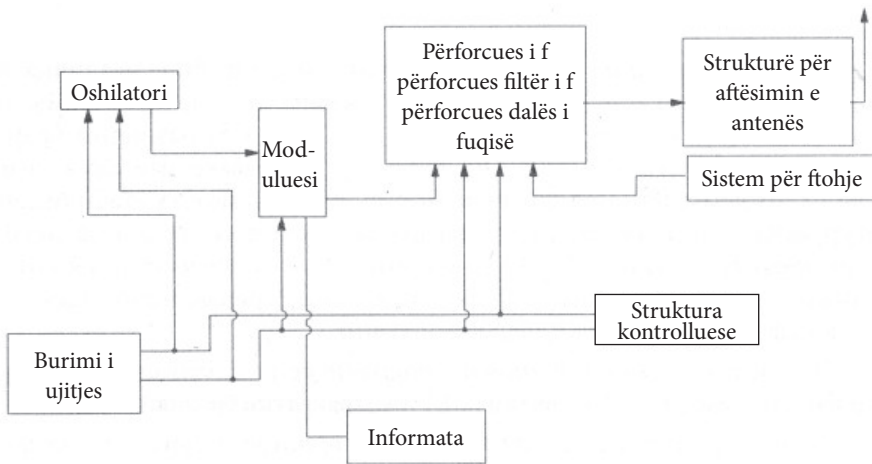 Oshilatori
Mod-
uluesi
Përforcues i f
përforcues filtër i f
përforcues dalës i
fuqisë
Strukturë për
aftësimin e
antenës
Sistem për ftohje
Struktura
kontrolluese
Burimi i
ujitjes
Informata